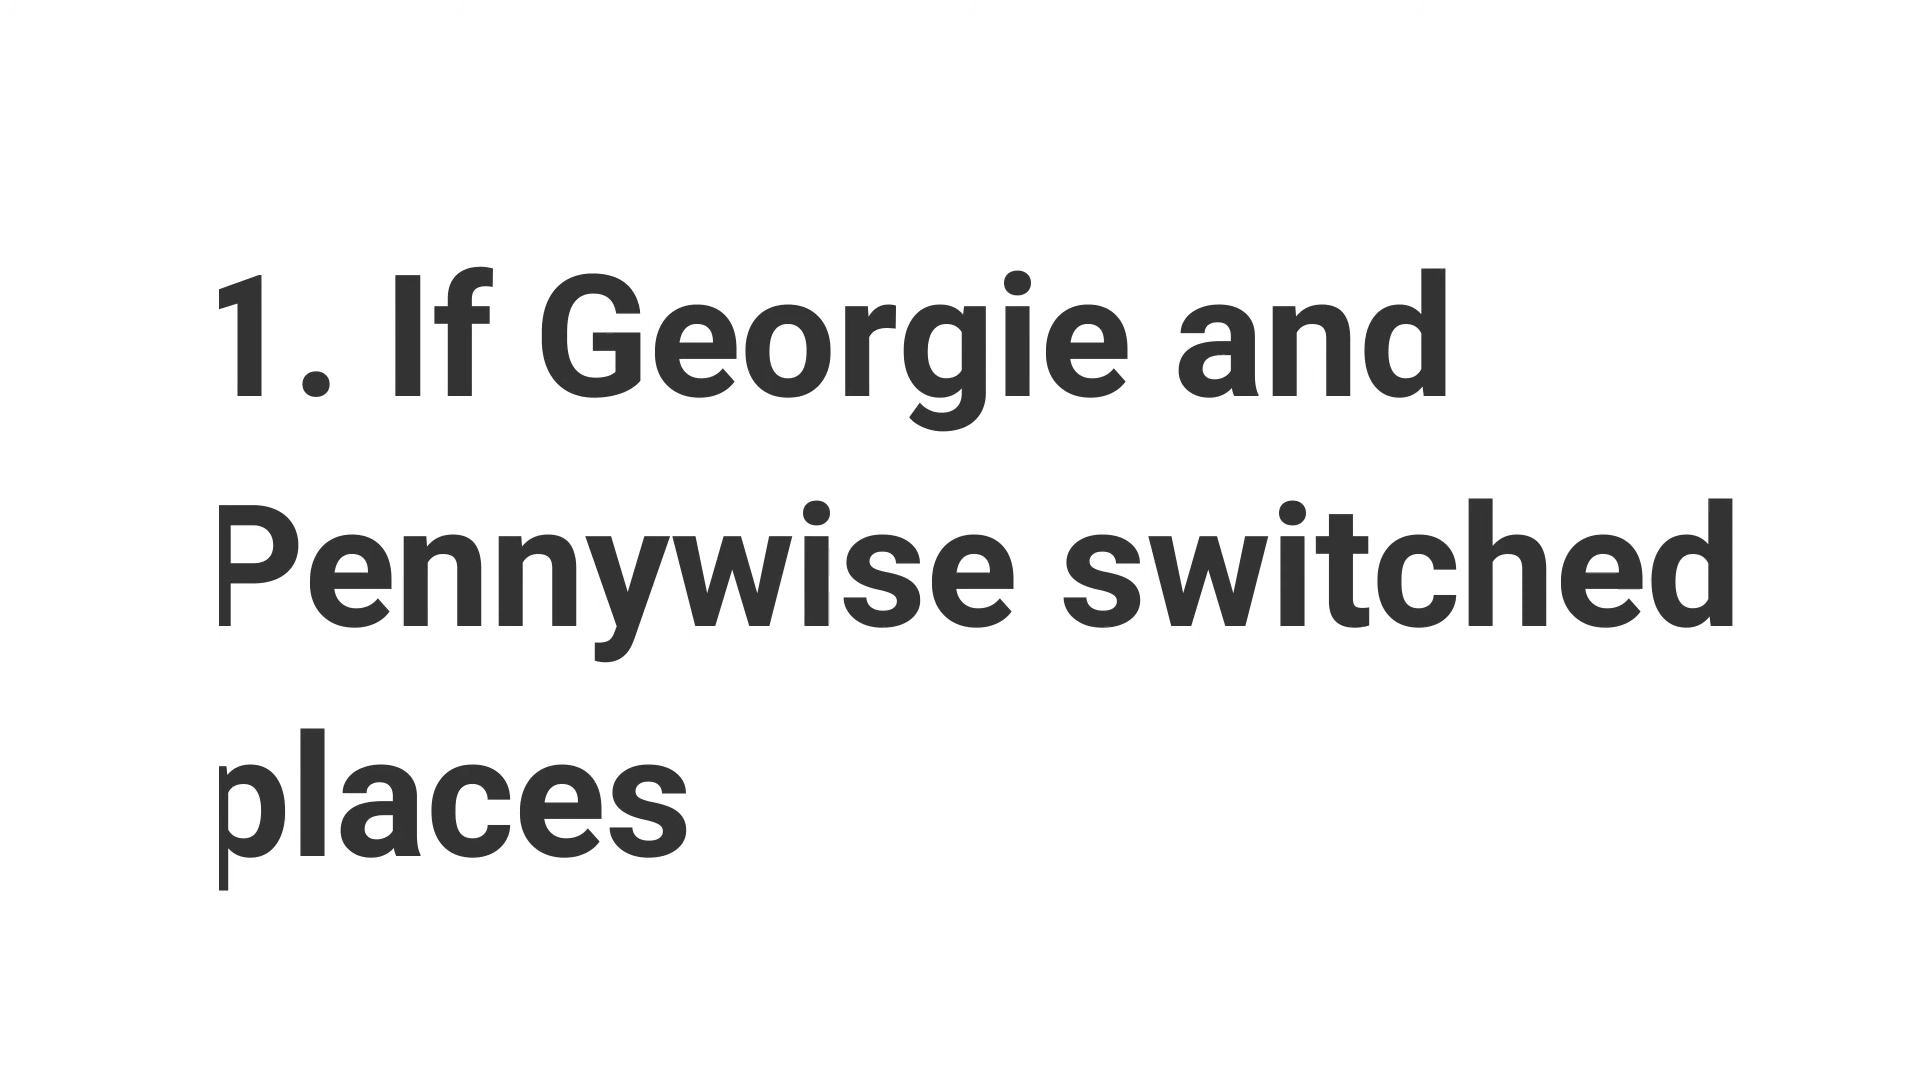 1. If Georgie and
Pennywise switched
places